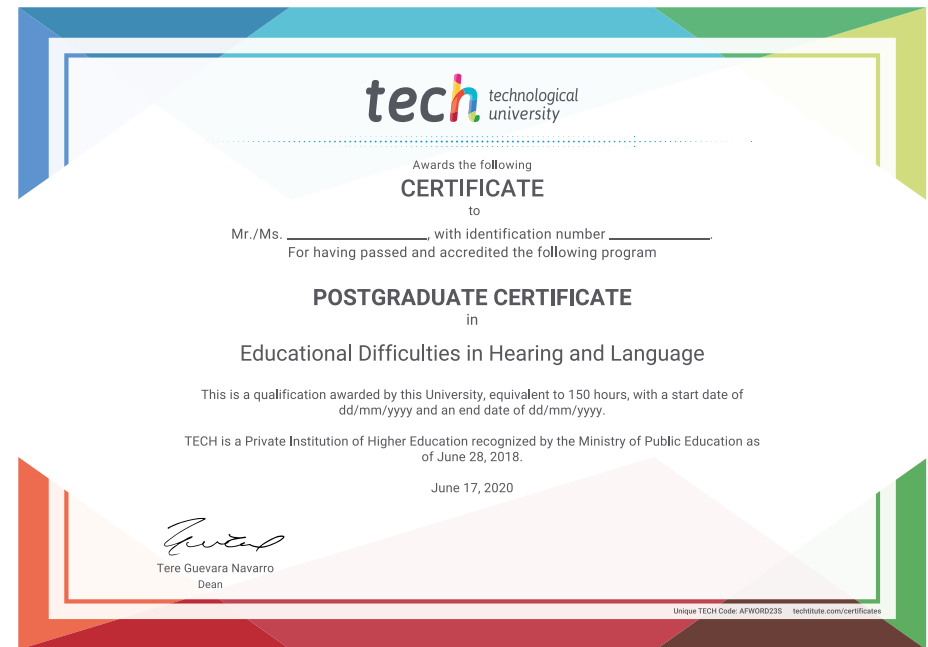 tech technological
university
Awards the following
CERTIFICATE
to
Mr./Ms. ____________________, with identification number ______________.
For having passed and accredited the following program
POSTGRADUATE CERTIFICATE
in
Educational Difficulties in Hearing and Language
This is a qualification awarded by this University, equivalent to 150 hours, with a start date of
dd/mm/yyyy and an end date of dd/mm/yyyy.
TECH is a Private Institution of Higher Education recognized by the Ministry of Public Education as
of June 28, 2018.
June 17, 2020
Tere Guevara Navarro
Dean
Unique TECH Code: AFWORD23S techtitute.com/certificates